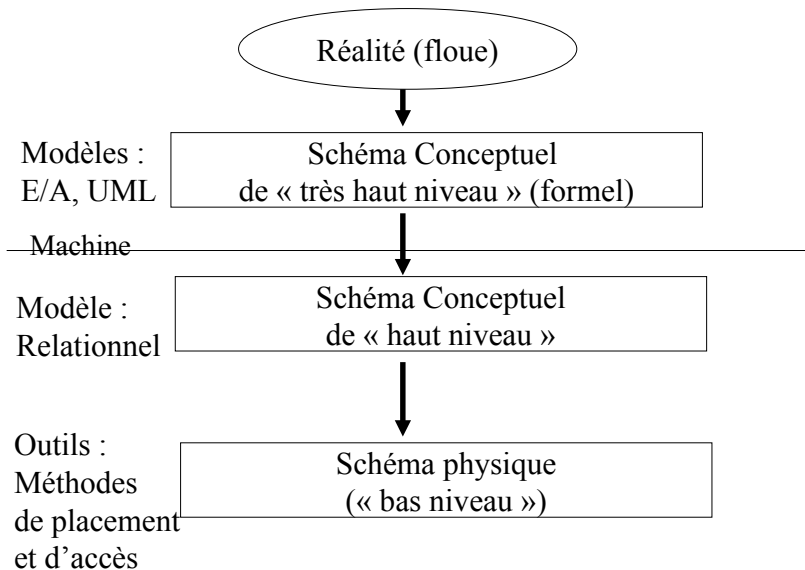 Réalité (floue)
Modèles :
E/A, UML
Schéma Conceptuel
de « très haut niveau » (formel)
Machine
Modèle :
Relationnel
Schéma Conceptuel
de « haut niveau »
Outils :
Méthodes
de placement
et d’accès
Schéma physique
(« bas niveau »)